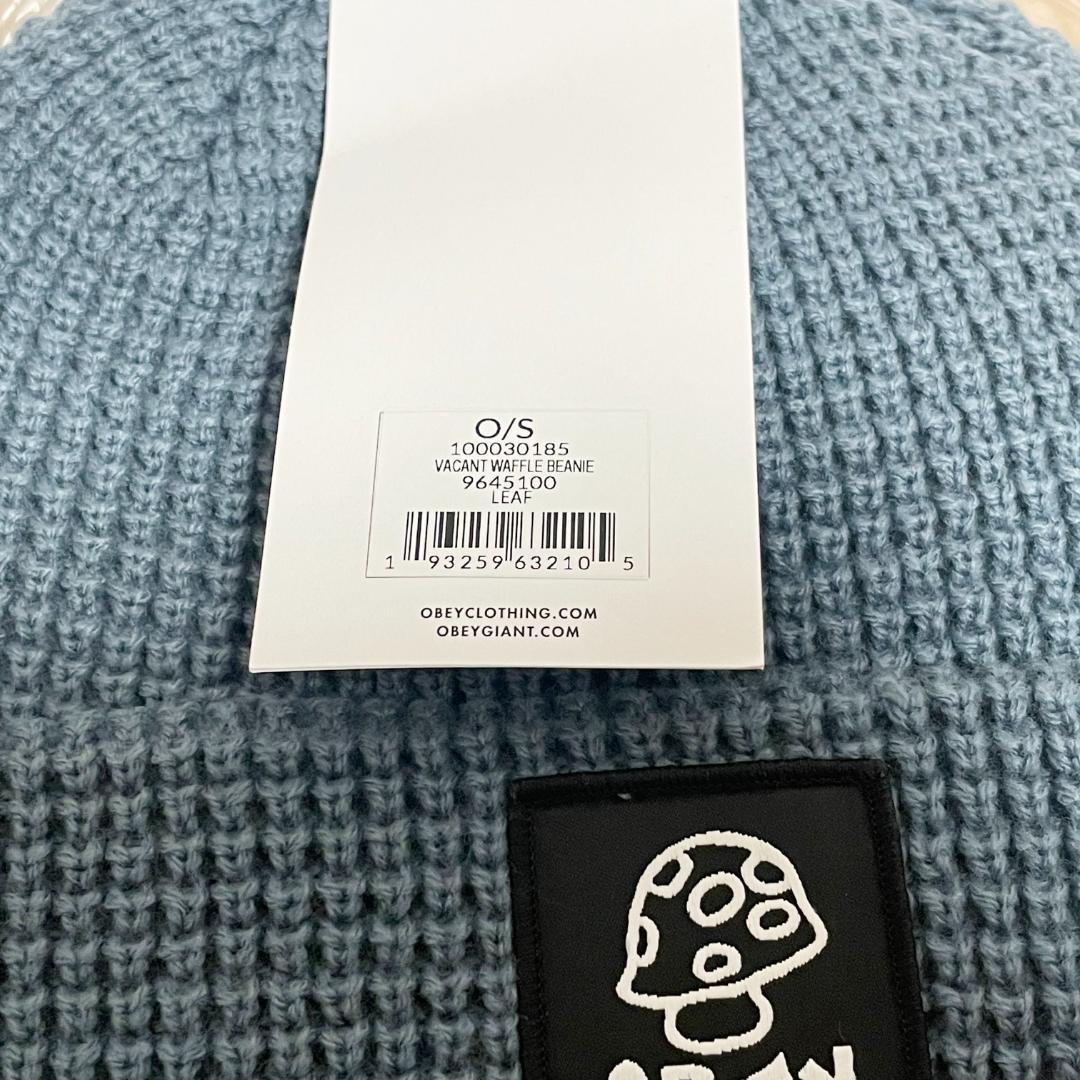 O/S
100030185
VACANT WAFFLE BEANIE
9645100
LEAF
1 93259 63210 5
OBEYCLOTHING.COM
OBEYGIANT.COM